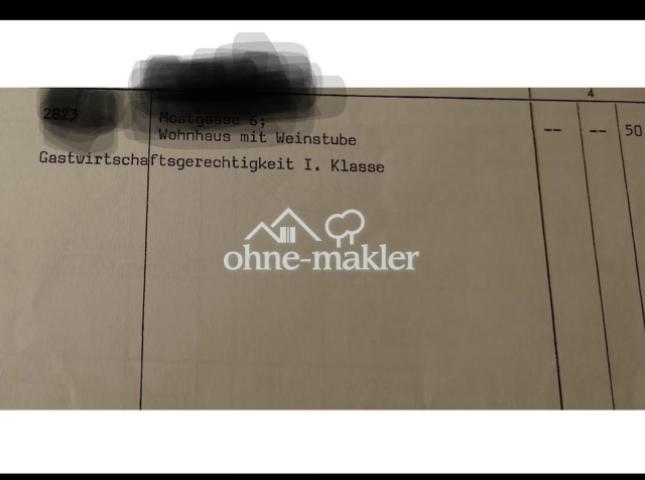 4
2823
Mostgasse 6;
Wohnhaus mit Weinstube
-- -- 50
Gastwirtschaftsgerechtigkeit I. Klasse
ohne-makler